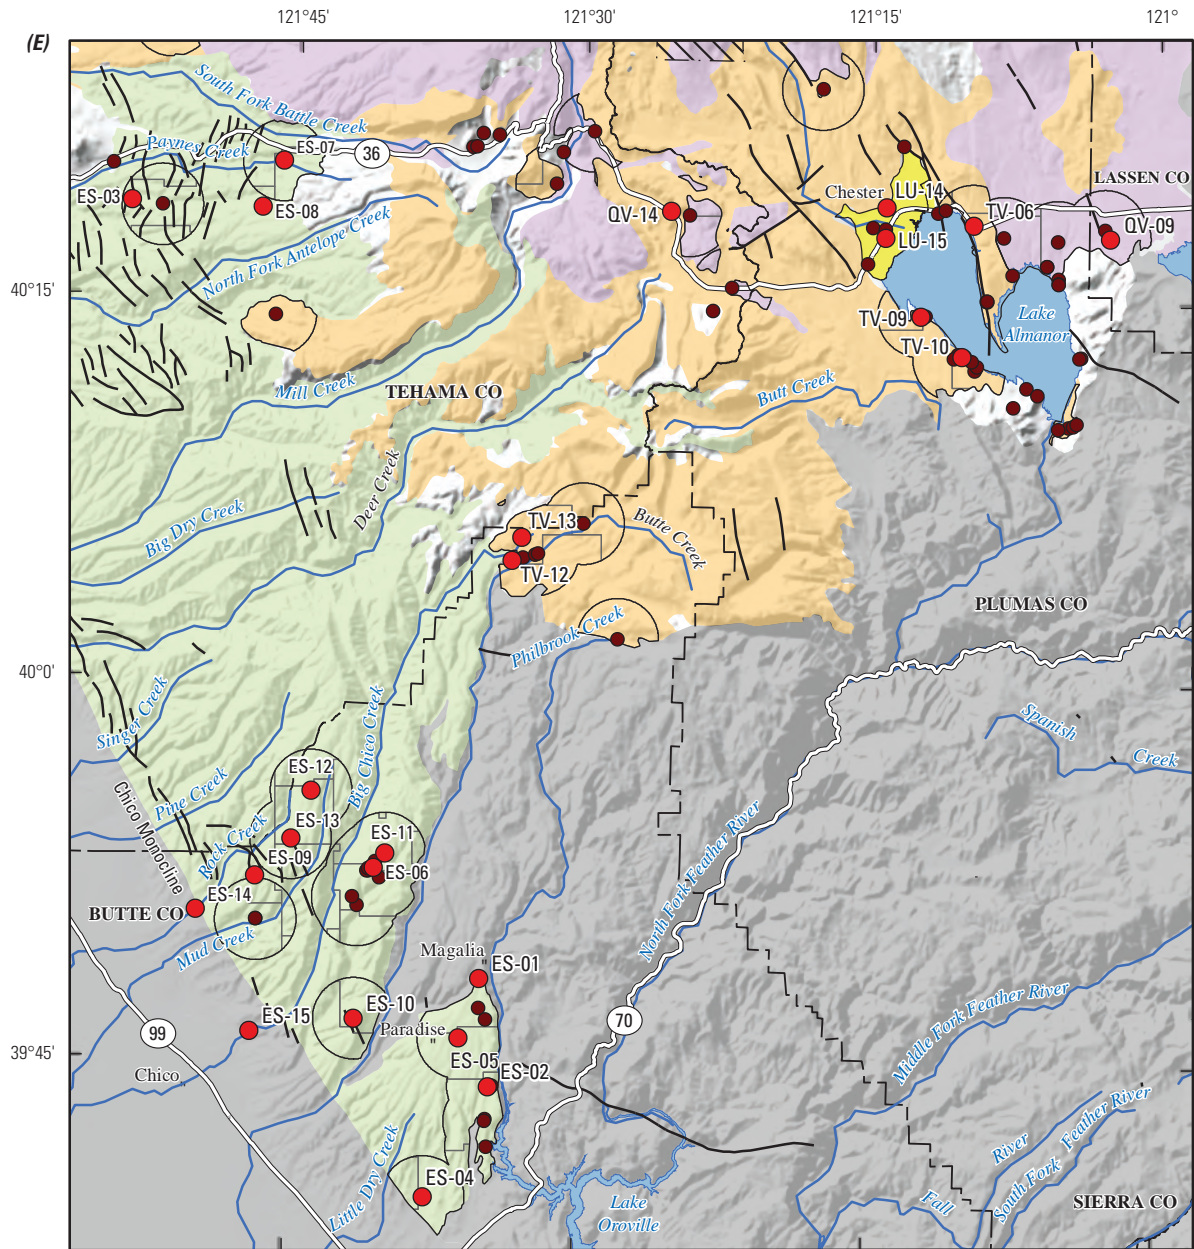 121°45'
121°30'
121°15'
121°
(E)
South Fork Battle Creek
Paynes Creek
ES-07
36
ES-03
ES-08
North Fork Antelope Creek
QV-14
Chester
LU-14
LASSEN CO
TV-06
QV-09
LU-15
40°15'
TV-09
Lake
Almanor
TV-10
Mill Creek
TEHAMA CO
Butt Creek
Deer Creek
Big Dry Creek
TV-13
Butte Creek
TV-12
PLUMAS CO
Philbrook Creek
40°0'
Singer Creek
Big Chico Creek
Spanish
Creek
ES-12
Pine Creek
Chico Monocline
Rock Creek
ES-13
ES-11
ES-09
ES-06
North Fork Feather River
ES-14
BUTTE CO
Mud Creek
Magalia
ES-01
Middle Fork Feather River
ES-10
ES-15
Paradise
70
99
39°45'
ES-05
ES-02
Chico
River
South Fork Feather River
Little Dry Creek
ES-04
Fall
Lake
Oroville
SIERRA CO